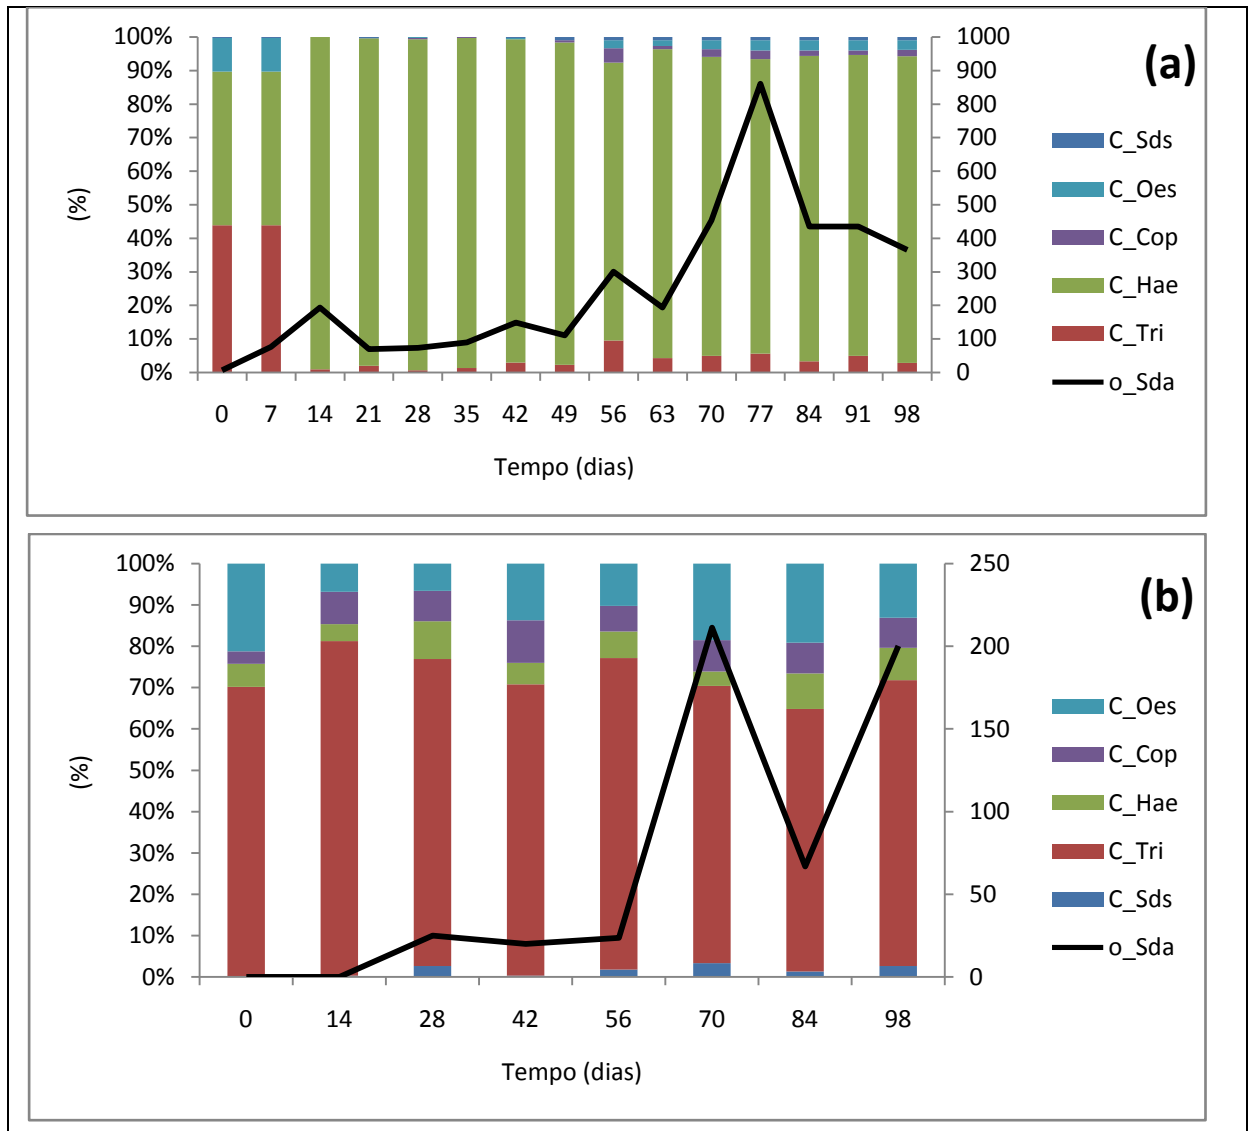 (a)
100% 1000
90% 900
80% 800
70% 700
60% 600
50% 500
40% 400
30% 300
20% 200
10% 100
0% 0
(%)
0 7 14 21 28 35 42 49 56 63 70 77 84 91 98
Tempo (dias)
C_Sds
C_Oes
C_Cop
C_Hae
C_Tri
o_Sda
(b)
100% 250
90%
80% 200
70%
60% 150
50%
40% 100
30%
20% 50
10%
0% 0
(%)
0 14 28 42 56 70 84 98
Tempo (dias)
C_Oes
C_Cop
C_Hae
C_Tri
C_Sds
o_Sda